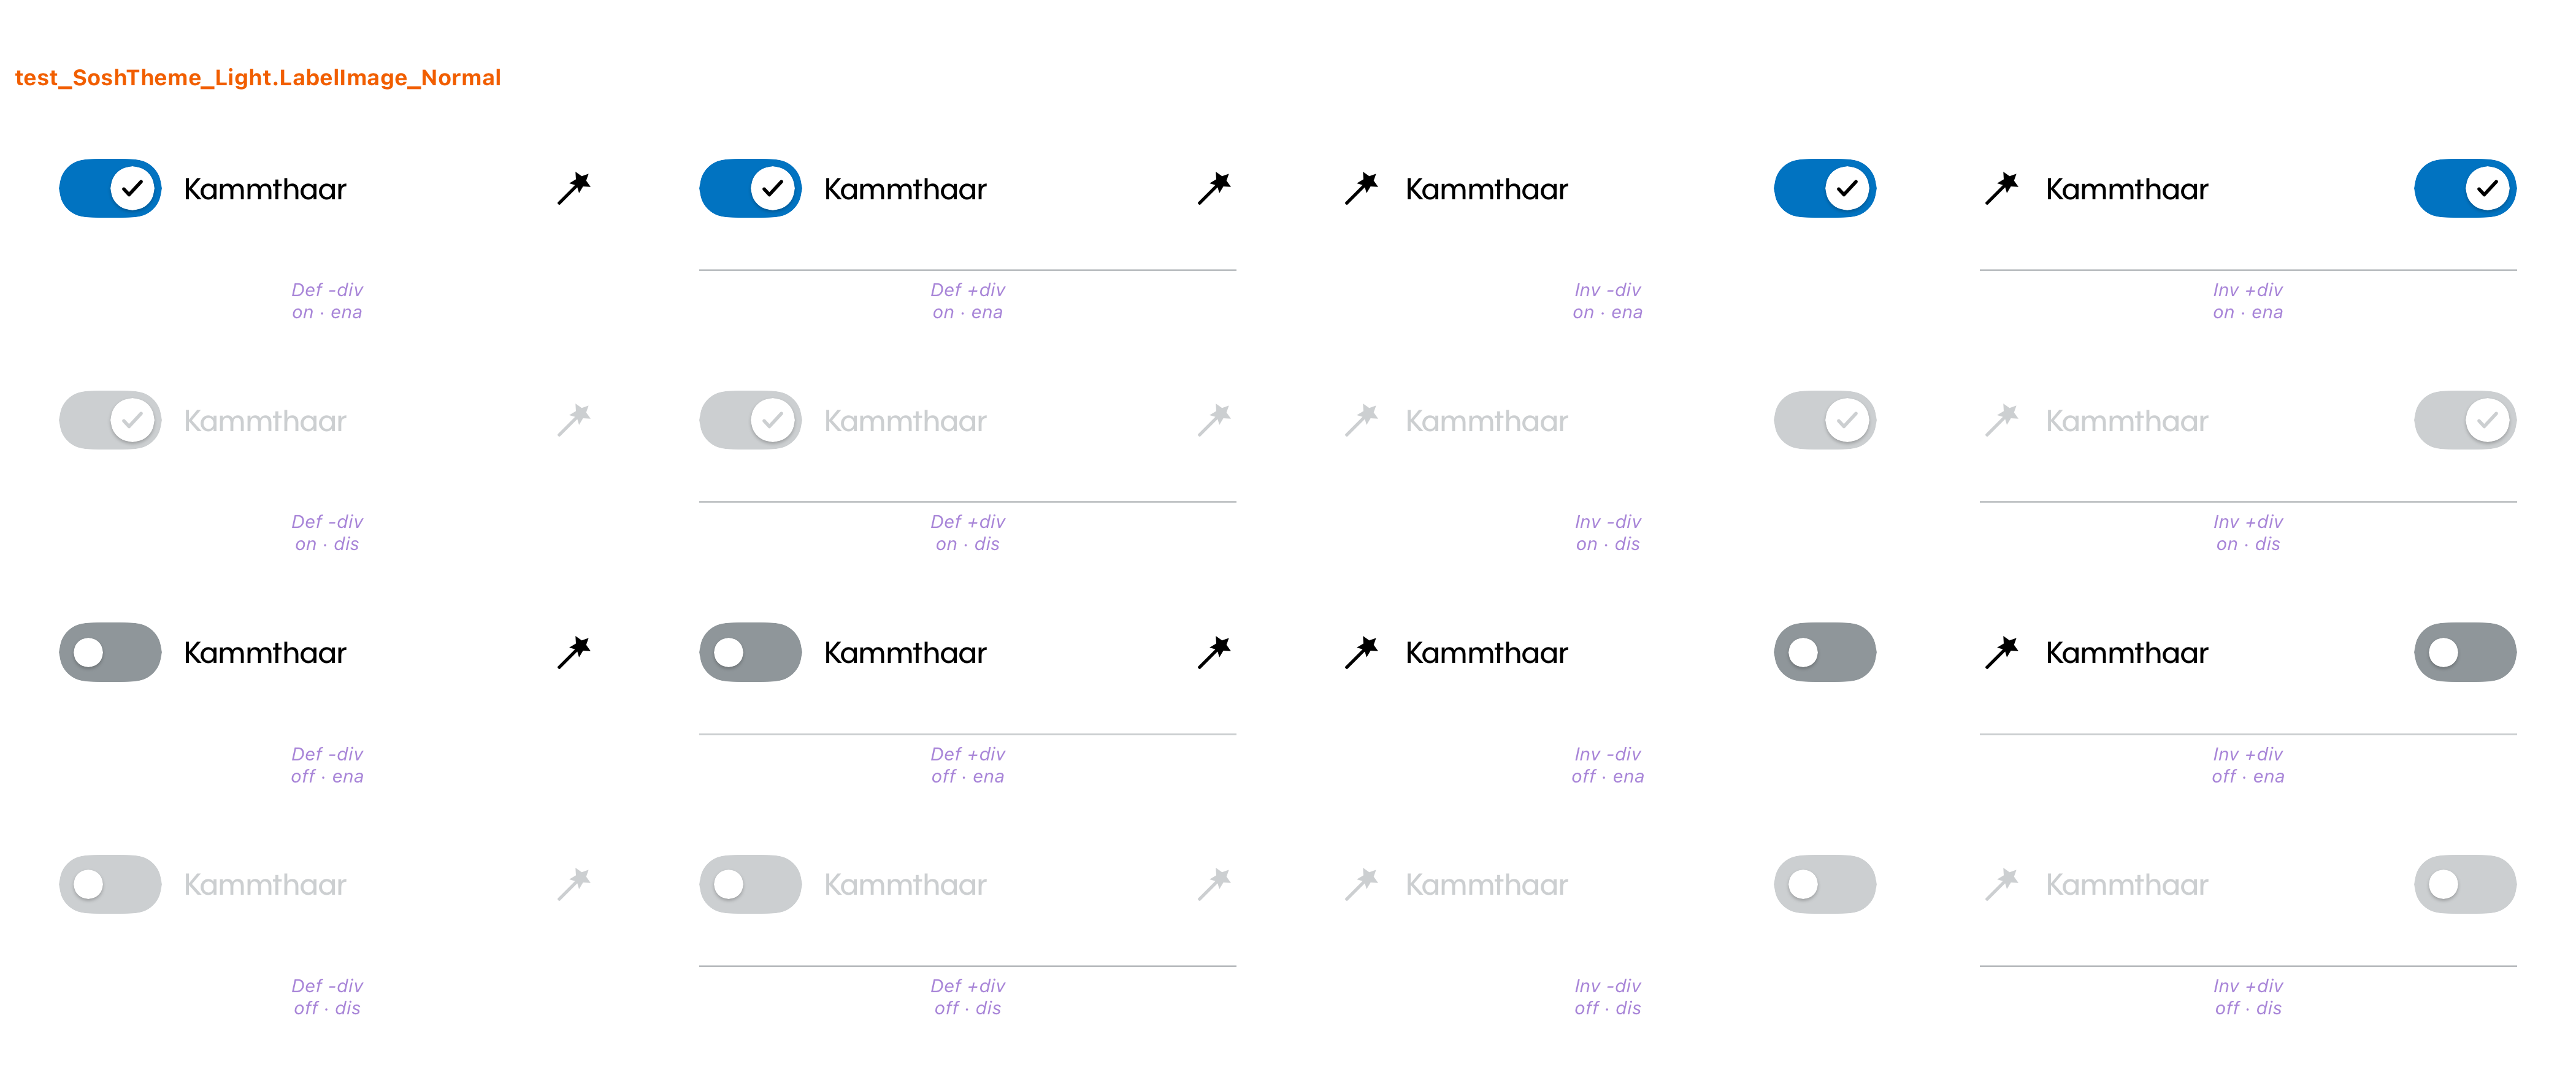 test_SoshTheme_Light.LabelImage_Normal
Kammthaar
Kammthaar
Kammthaar
Kammthaar
Def -div
on · ena
Def +div
on · ena
Inv -div
on · ena
Inv +div
on · ena
Kammthaar
Kammthaar
Kammthaar
Kammthaar
Def -div
on · dis
Def +div
on · dis
Inv -div
on · dis
Inv +div
on · dis
Kammthaar
Kammthaar
Kammthaar
Kammthaar
Def -div
off · ena
Def +div
off · ena
Inv -div
off · ena
Inv +div
off · ena
Kammthaar
Kammthaar
Kammthaar
Kammthaar
Def -div
off · dis
Def +div
off · dis
Inv -div
off · dis
Inv +div
off · dis